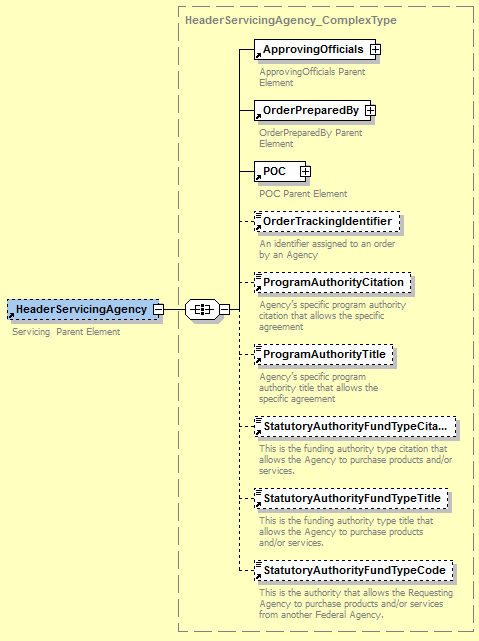 HeaderServicingAgency_ComplexType
ApprovingOfficials
ApprovingOfficials Parent
Element
OrderPreparedBy
OrderPreparedBy Parent
Element
POC
POC Parent Element
OrderTrackingIdentifier
An identifier assigned to an order
by an Agency
ProgramAuthorityCitation
Agency's specific program authority
citation that allows the specific
agreement
HeaderServicingAgency
Servicing Parent Element
ProgramAuthorityTitle
Agency's specific program
authority title that allows the
specific agreement
StatutoryAuthorityFundTypeCita...
This is the funding authority type citation that
allows the Agency to purchase products and/or
services.
StatutoryAuthorityFundTypeTitle
This is the funding authority type title that
allows the Agency to purchase products
and/or services.
StatutoryAuthorityFundTypeCode
This is the authority that allows the Requesting
Agency to purchase products and/or services
from another Federal Agency.